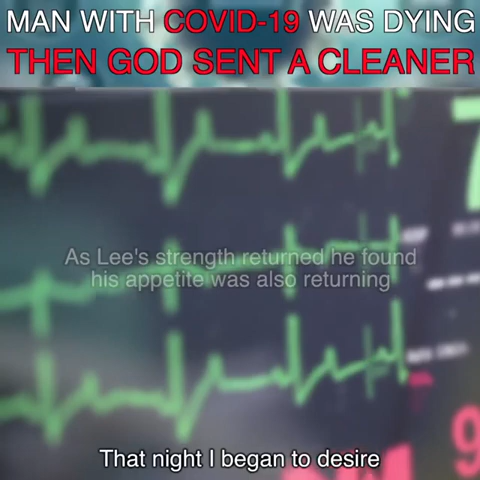 MAN WITH COVID-19 WAS DYING
THEN GOD SENT A CLEANER
As Lee's strength returned he found
his appetite was also returning
That night I began to desire